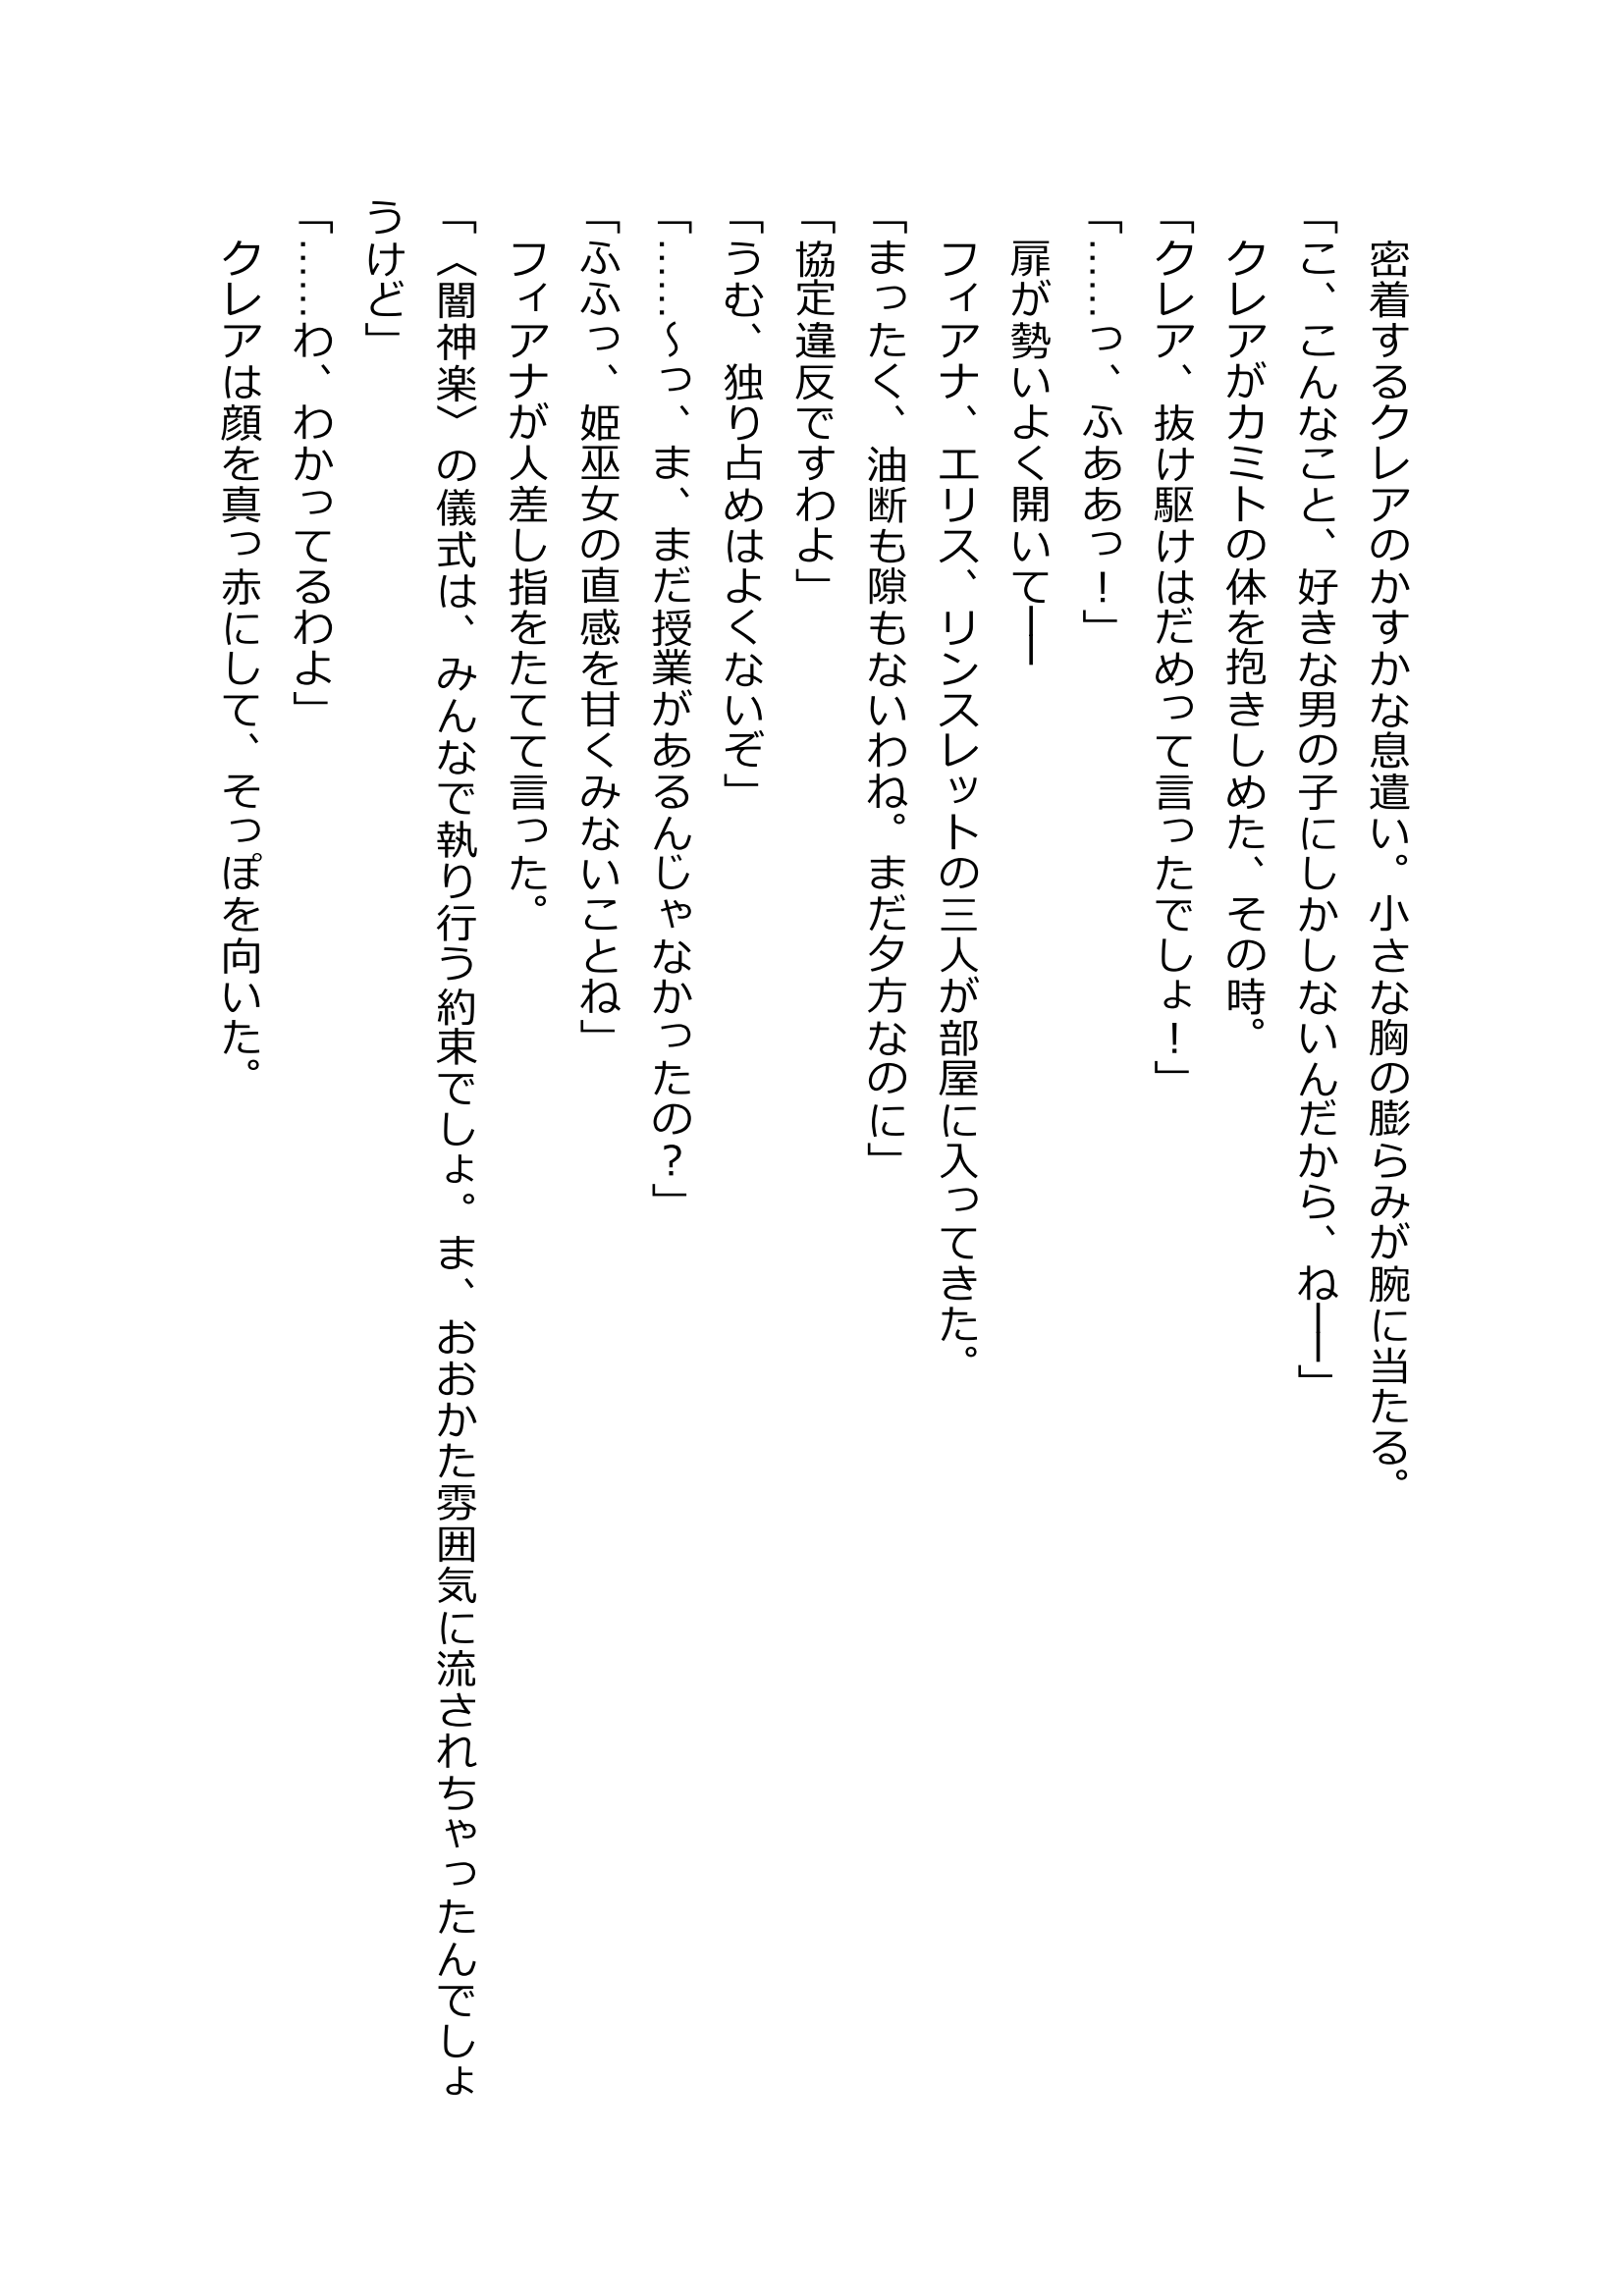 密着するクレアのかすかな息遣い。小さな胸の膨らみが腕に当たる。
「こ、こんなこと、好きな男の子にしかしないんだから、ね――」
　クレアがカミトの体を抱きしめた、その時。
「クレア、抜け駆けはだめって言ったでしょ！」
「……っ、ふああっ！」
　扉が勢いよく開いて――
　フィアナ、エリス、リンスレットの三人が部屋に入ってきた。
「まったく、油断も隙もないわね。まだ夕方なのに」
「協定違反ですわよ」
「うむ、独り占めはよくないぞ」
「……～っ、ま、まだ授業があるんじゃなかったの？」
「ふふっ、姫巫女の直感を甘くみないことね」
　フィアナが人差し指をたてて言った。
「〈闇神楽〉の儀式は、みんなで執り行う約束でしょ。ま、おおかた雰囲気に流されちゃったんでしょ
うけど」
「……わ、わかってるわよ」
　クレアは顔を真っ赤にして、そっぽを向いた。